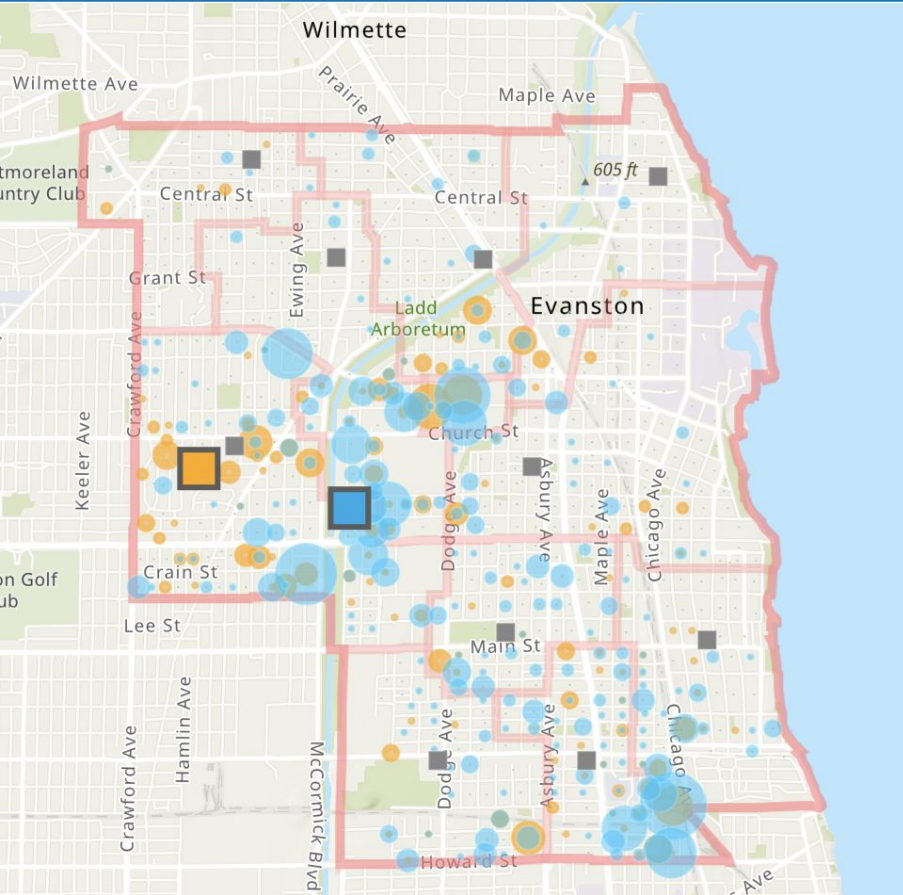 Wilmette
Wilmette Ave
Prairie Ave
Maple Ave
tmoreland
untry Club
605 ft
Central St
Central St
Ewing Ave
Grant St
Ladd
Arboretum
Evanston
Crawford Ave
Keeler Ave
Church St
Dodge Ave
Asbury Ave
Maple Ave
Chicago Ave
Crain St
on Golf
ub
Lee St
Main St
Hamlin Ave
Crawford Ave
McCormick Blvd
Dodge Ave
Asbury Ave
Chicago Av
Howard St
Ave